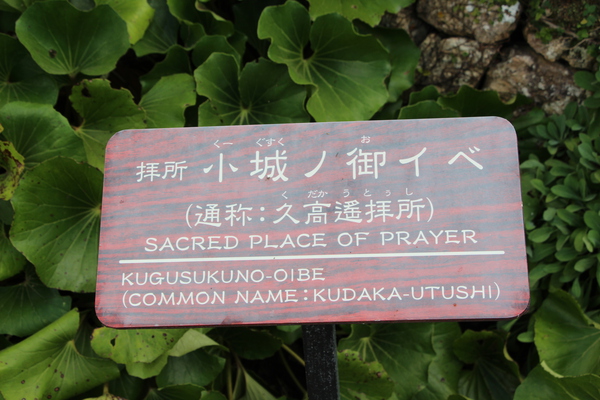 ぐーぐすくお
拝所 小城ノ御イベ
くだかうとぅし
(通称:久高遥拝所)
SACRED PLACE OF PRAYER
KUGUSUKUNO-OIBE
(COMMON NAME:KUDAKA-UTUSHI)